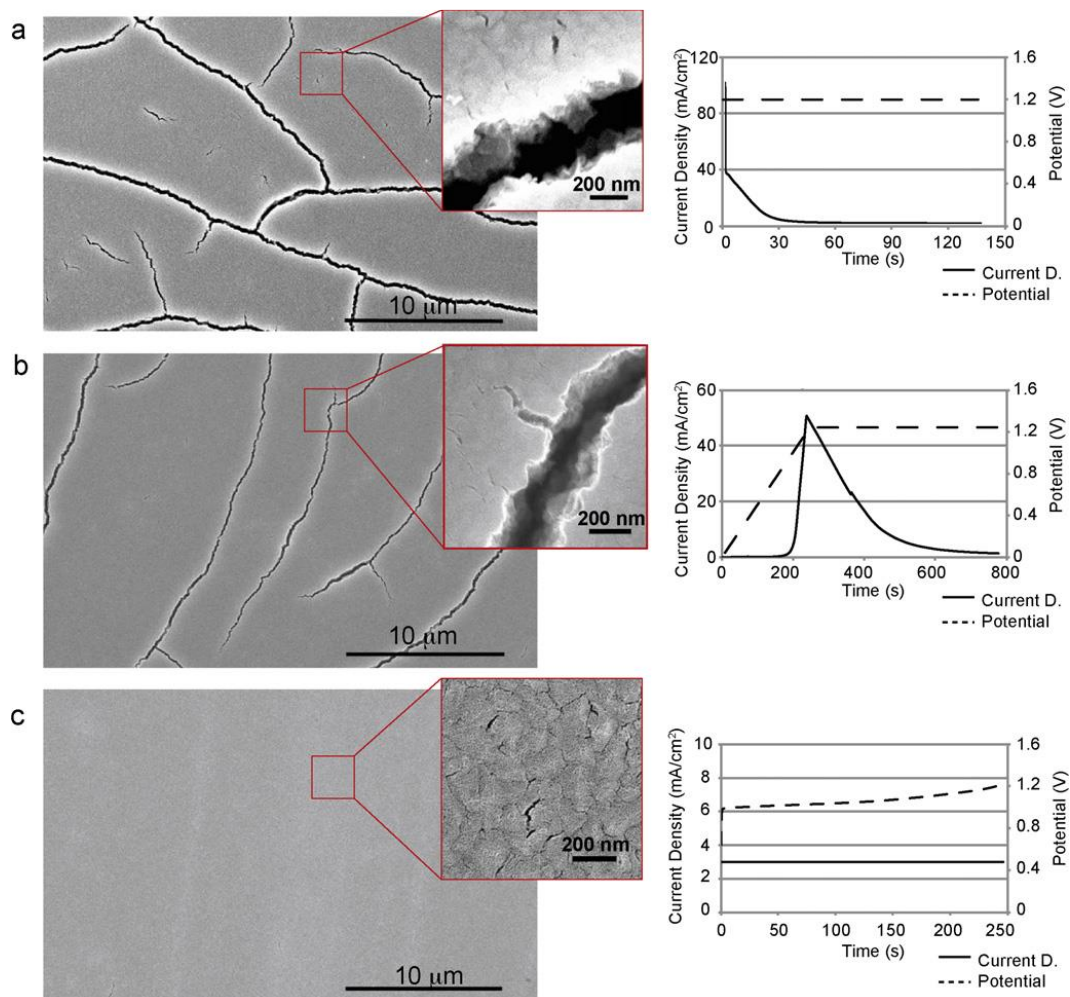 a
200 nm
10 μm
Current Density (mA/cm²)
120
80
40
0
1.6
1.2
0.8
0.4
0
Potential (V)
0 30 60 90 120 150
Time (s)
Current D.
Potential
b
200 nm
10 μm
Current Density (mA/cm²)
60
40
20
0
1.6
1.2
0.8
0.4
0
Potential (V)
0 200 400 600 800
Time (s)
Current D.
Potential
c
200 nm
10 μm
Current Density (mA/cm²)
10
8
6
4
2
0
1.6
1.2
0.8
0.4
0
Potential (V)
0 50 100 150 200 250
Time (s)
Current D.
Potential